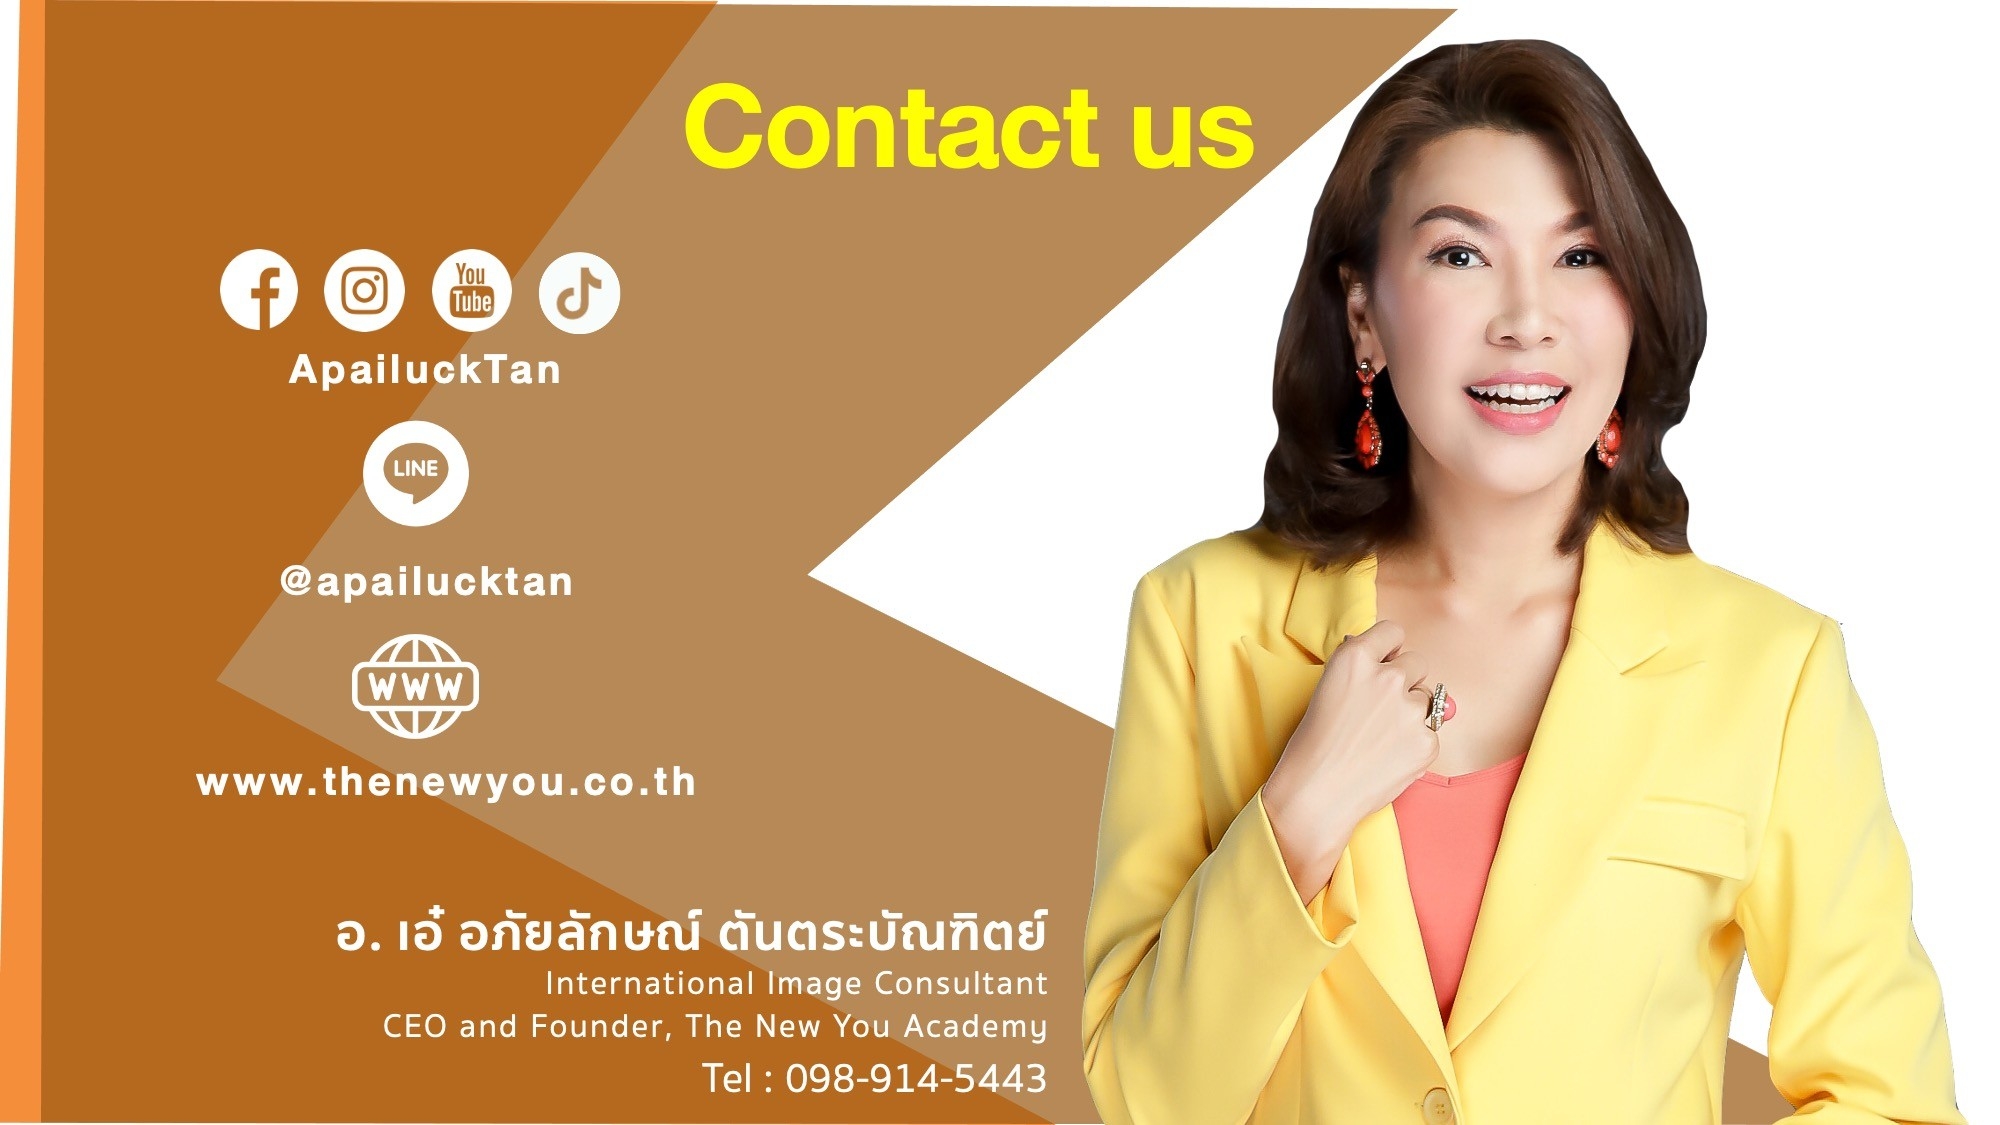 Contact us
You
Tube
ApailuckTan
LINE
@apailucktan
WWW
www.thenewyou.co.th
อ. เอ๋ อภัยลักษณ์ ตันตระบัณฑิตย์
International Image Consultant
CEO and Founder, The New You Academy
Tel : 098-914-5443